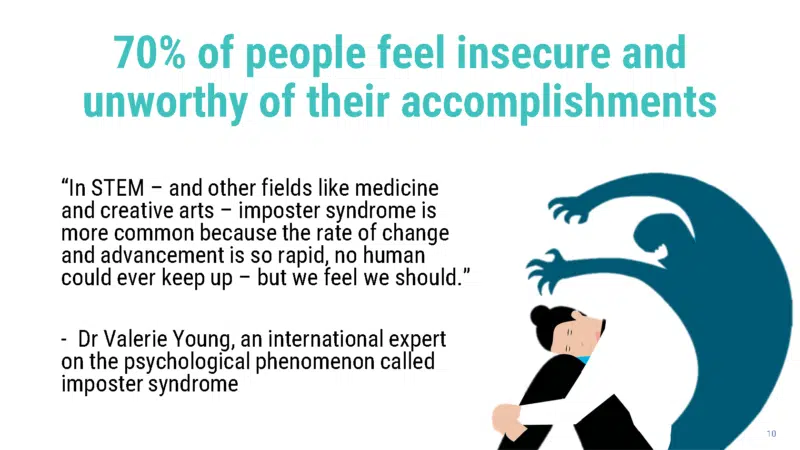 70% of people feel insecure and
unworthy of their accomplishments
“In STEM – and other fields like medicine
and creative arts – imposter syndrome is
more common because the rate of change
and advancement is so rapid, no human
could ever keep up – but we feel we should.”
- Dr Valerie Young, an international expert
on the psychological phenomenon called
imposter syndrome
10